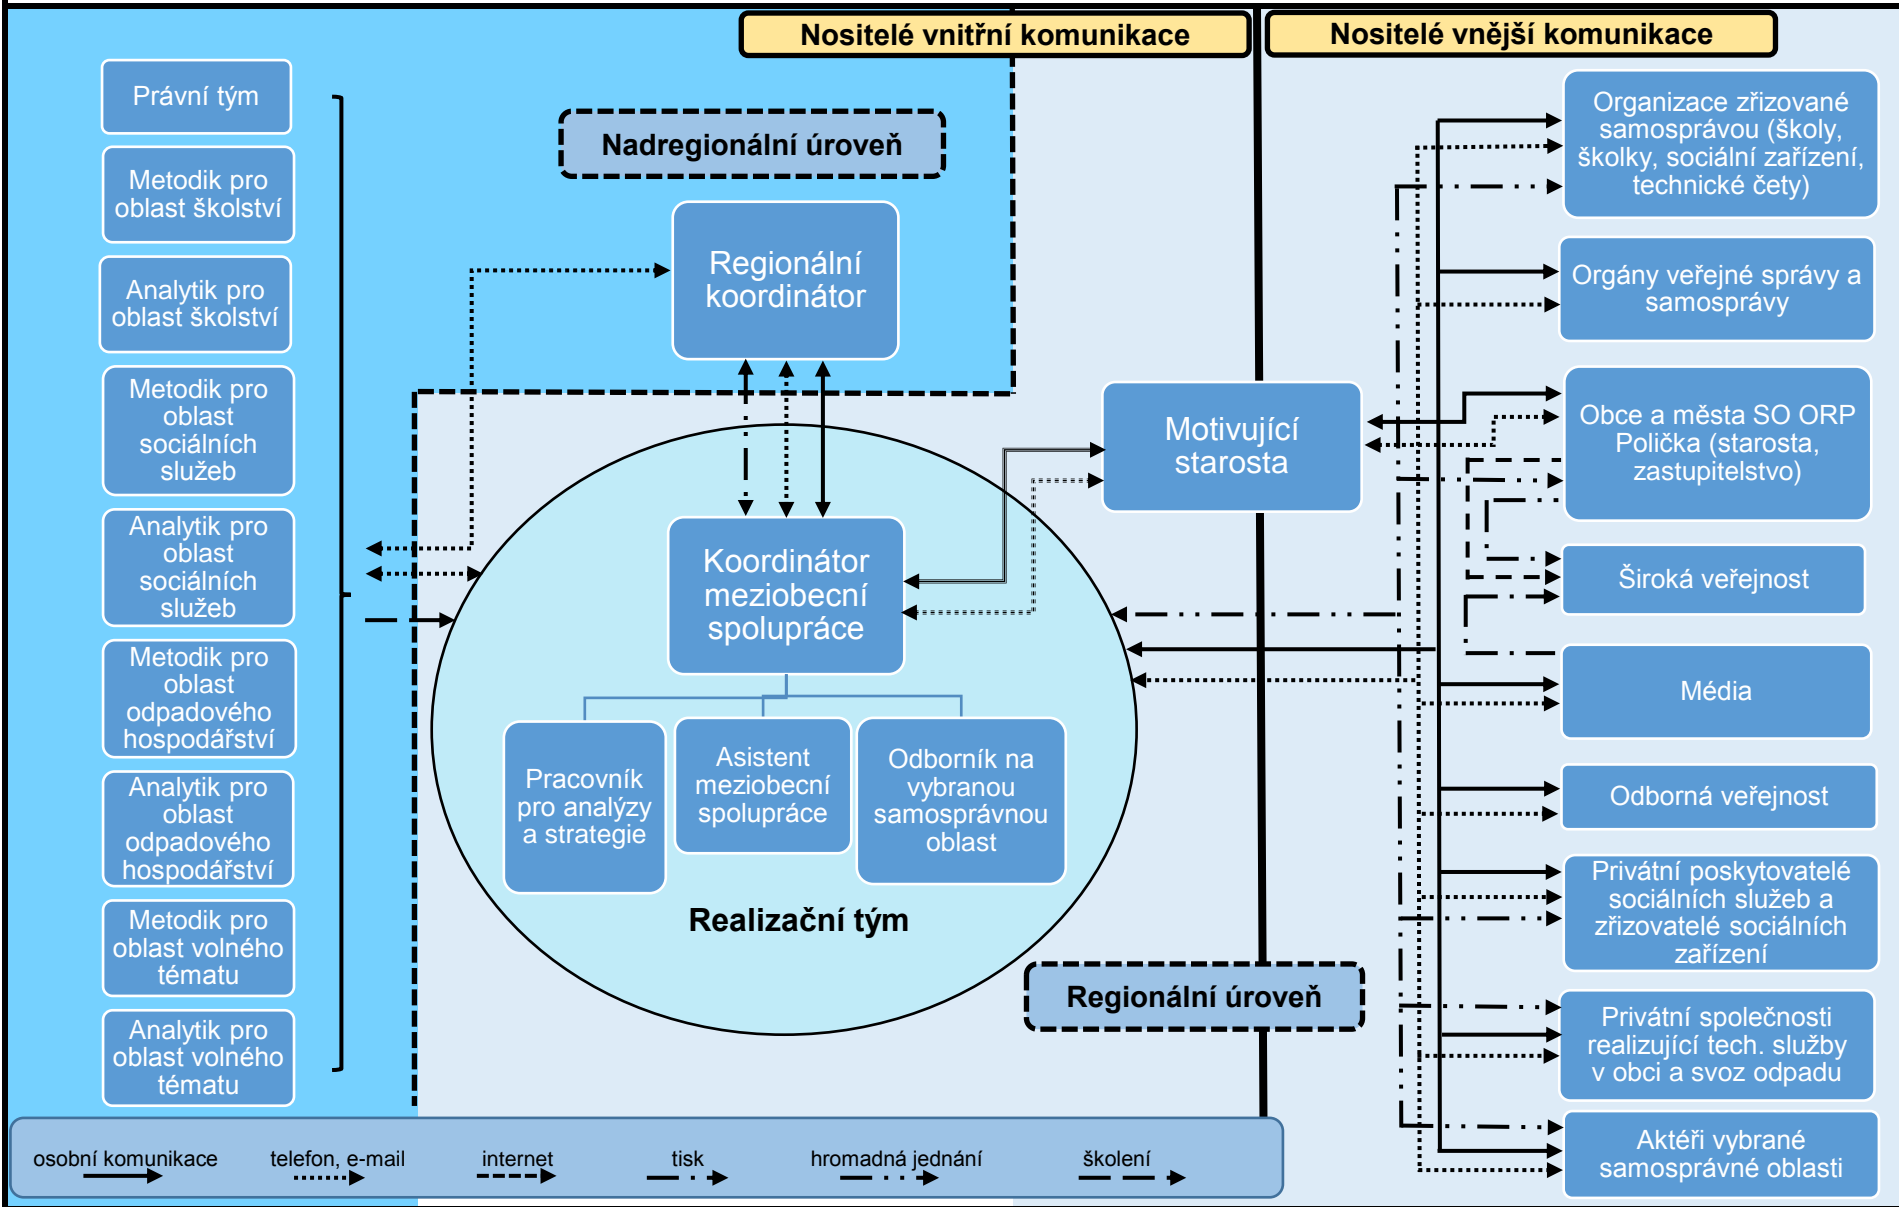 Nositelé vnitřní komunikace
Nositelé vnější komunikace
Nadregionální úroveň
Právní tým
Metodik pro
oblast školství
Analytik pro
oblast školství
Metodik pro
oblast
sociálních
služeb
Analytik pro
oblast
sociálních
služeb
Metodik pro
oblast
odpadového
hospodářství
Analytik pro
oblast
odpadového
hospodářství
Metodik pro
oblast volného
tématu
Analytik pro
oblast volného
tématu
Regionální
koordinátor
Motivující
starosta
Koordinátor
meziobecní
spolupráce
Pracovník
pro analýzy
a strategie
Asistent
meziobecní
spolupráce
Odborník na
vybranou
samosprávnou
oblast
Realizační tým
Regionální úroveň
Organizace zřizované
samosprávou (školy,
školky, sociální zařízení,
technické čety)
Orgány veřejné správy a
samosprávy
Obce a města SO ORP
Polička (starosta,
zastupitelstvo)
Široká veřejnost
Média
Odborná veřejnost
Privátní poskytovatelé
sociálních služeb a
zřizovatelé sociálních
zařízení
Privátní společnosti
realizující tech. služby
v obci a svoz odpadu
Aktéři vybrané
samosprávné oblasti
osobní komunikace
telefon, e-mail
internet
tisk
hromadná jednání
školení